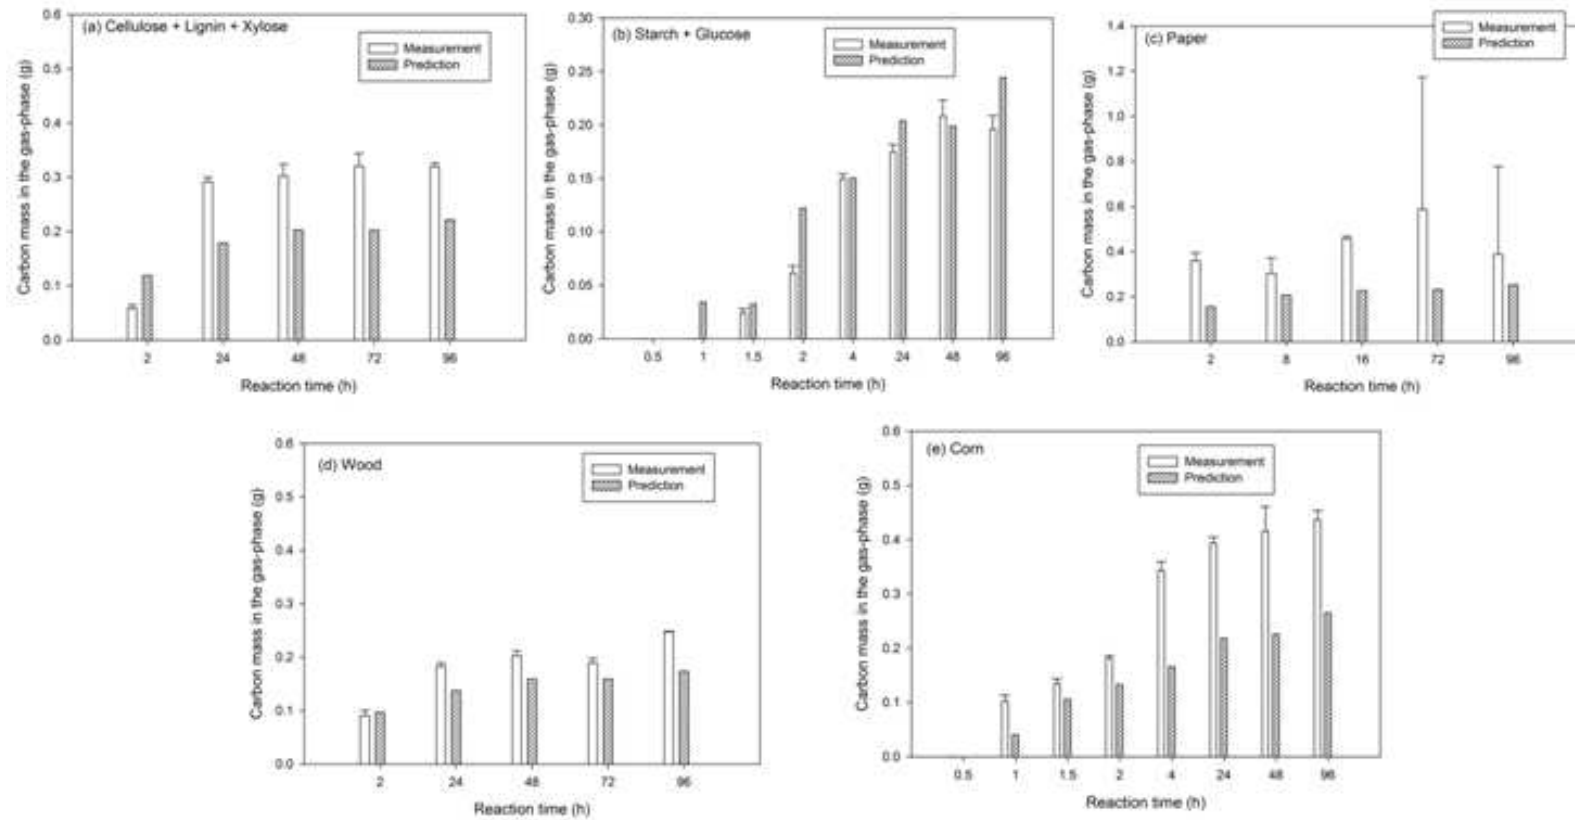 (a) Cellulose + Lignin + Xylose
Measurement
Prediction
Carbon mass in the gas-phase (g)
0.6
0.5
0.4
0.3
0.2
0.1
0.0
2 24 48 72 96
Reaction time (h)
(b) Starch + Glucose
Measurement
Prediction
Carbon mass in the gas-phase (g)
0.30
0.25
0.20
0.15
0.10
0.05
0.00
0.5 1 1.5 2 4 24 48 96
Reaction time (h)
(c) Paper
Measurement
Prediction
Carbon mass in the gas-phase (g)
1.4
1.2
1.0
0.8
0.6
0.4
0.2
0.0
2 8 16 72 96
Reaction time (h)
(d) Wood
Measurement
Prediction
Carbon mass in the gas-phase (g)
0.6
0.5
0.4
0.3
0.2
0.1
0.0
2 24 48 72 96
Reaction time (h)
(e) Corn
Measurement
Prediction
Carbon mass in the gas-phase (g)
0.6
0.5
0.4
0.3
0.2
0.1
0.0
0.5 1 1.5 2 4 24 48 96
Reaction time (h)